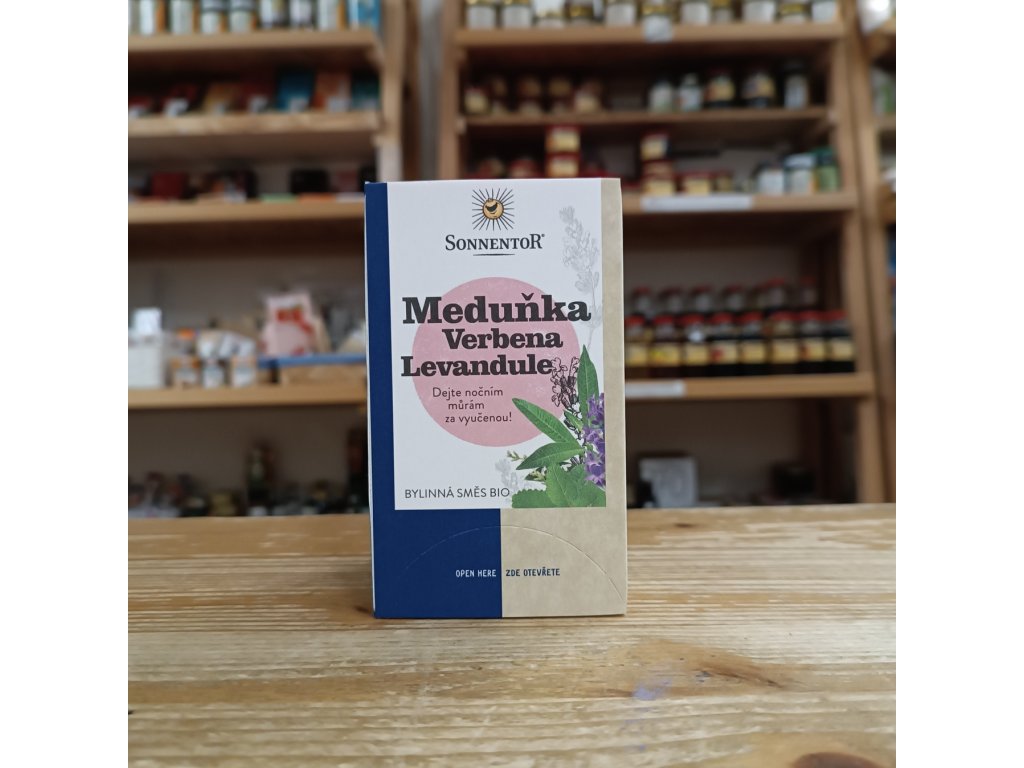 SONNENTOR®
Meduňka
Verbena
Levandule
Dejte nočním
můrám
za vyučenou!
BYLINNÁ SMĚS BIO
OPEN HERE ZDE OTEVŘETE